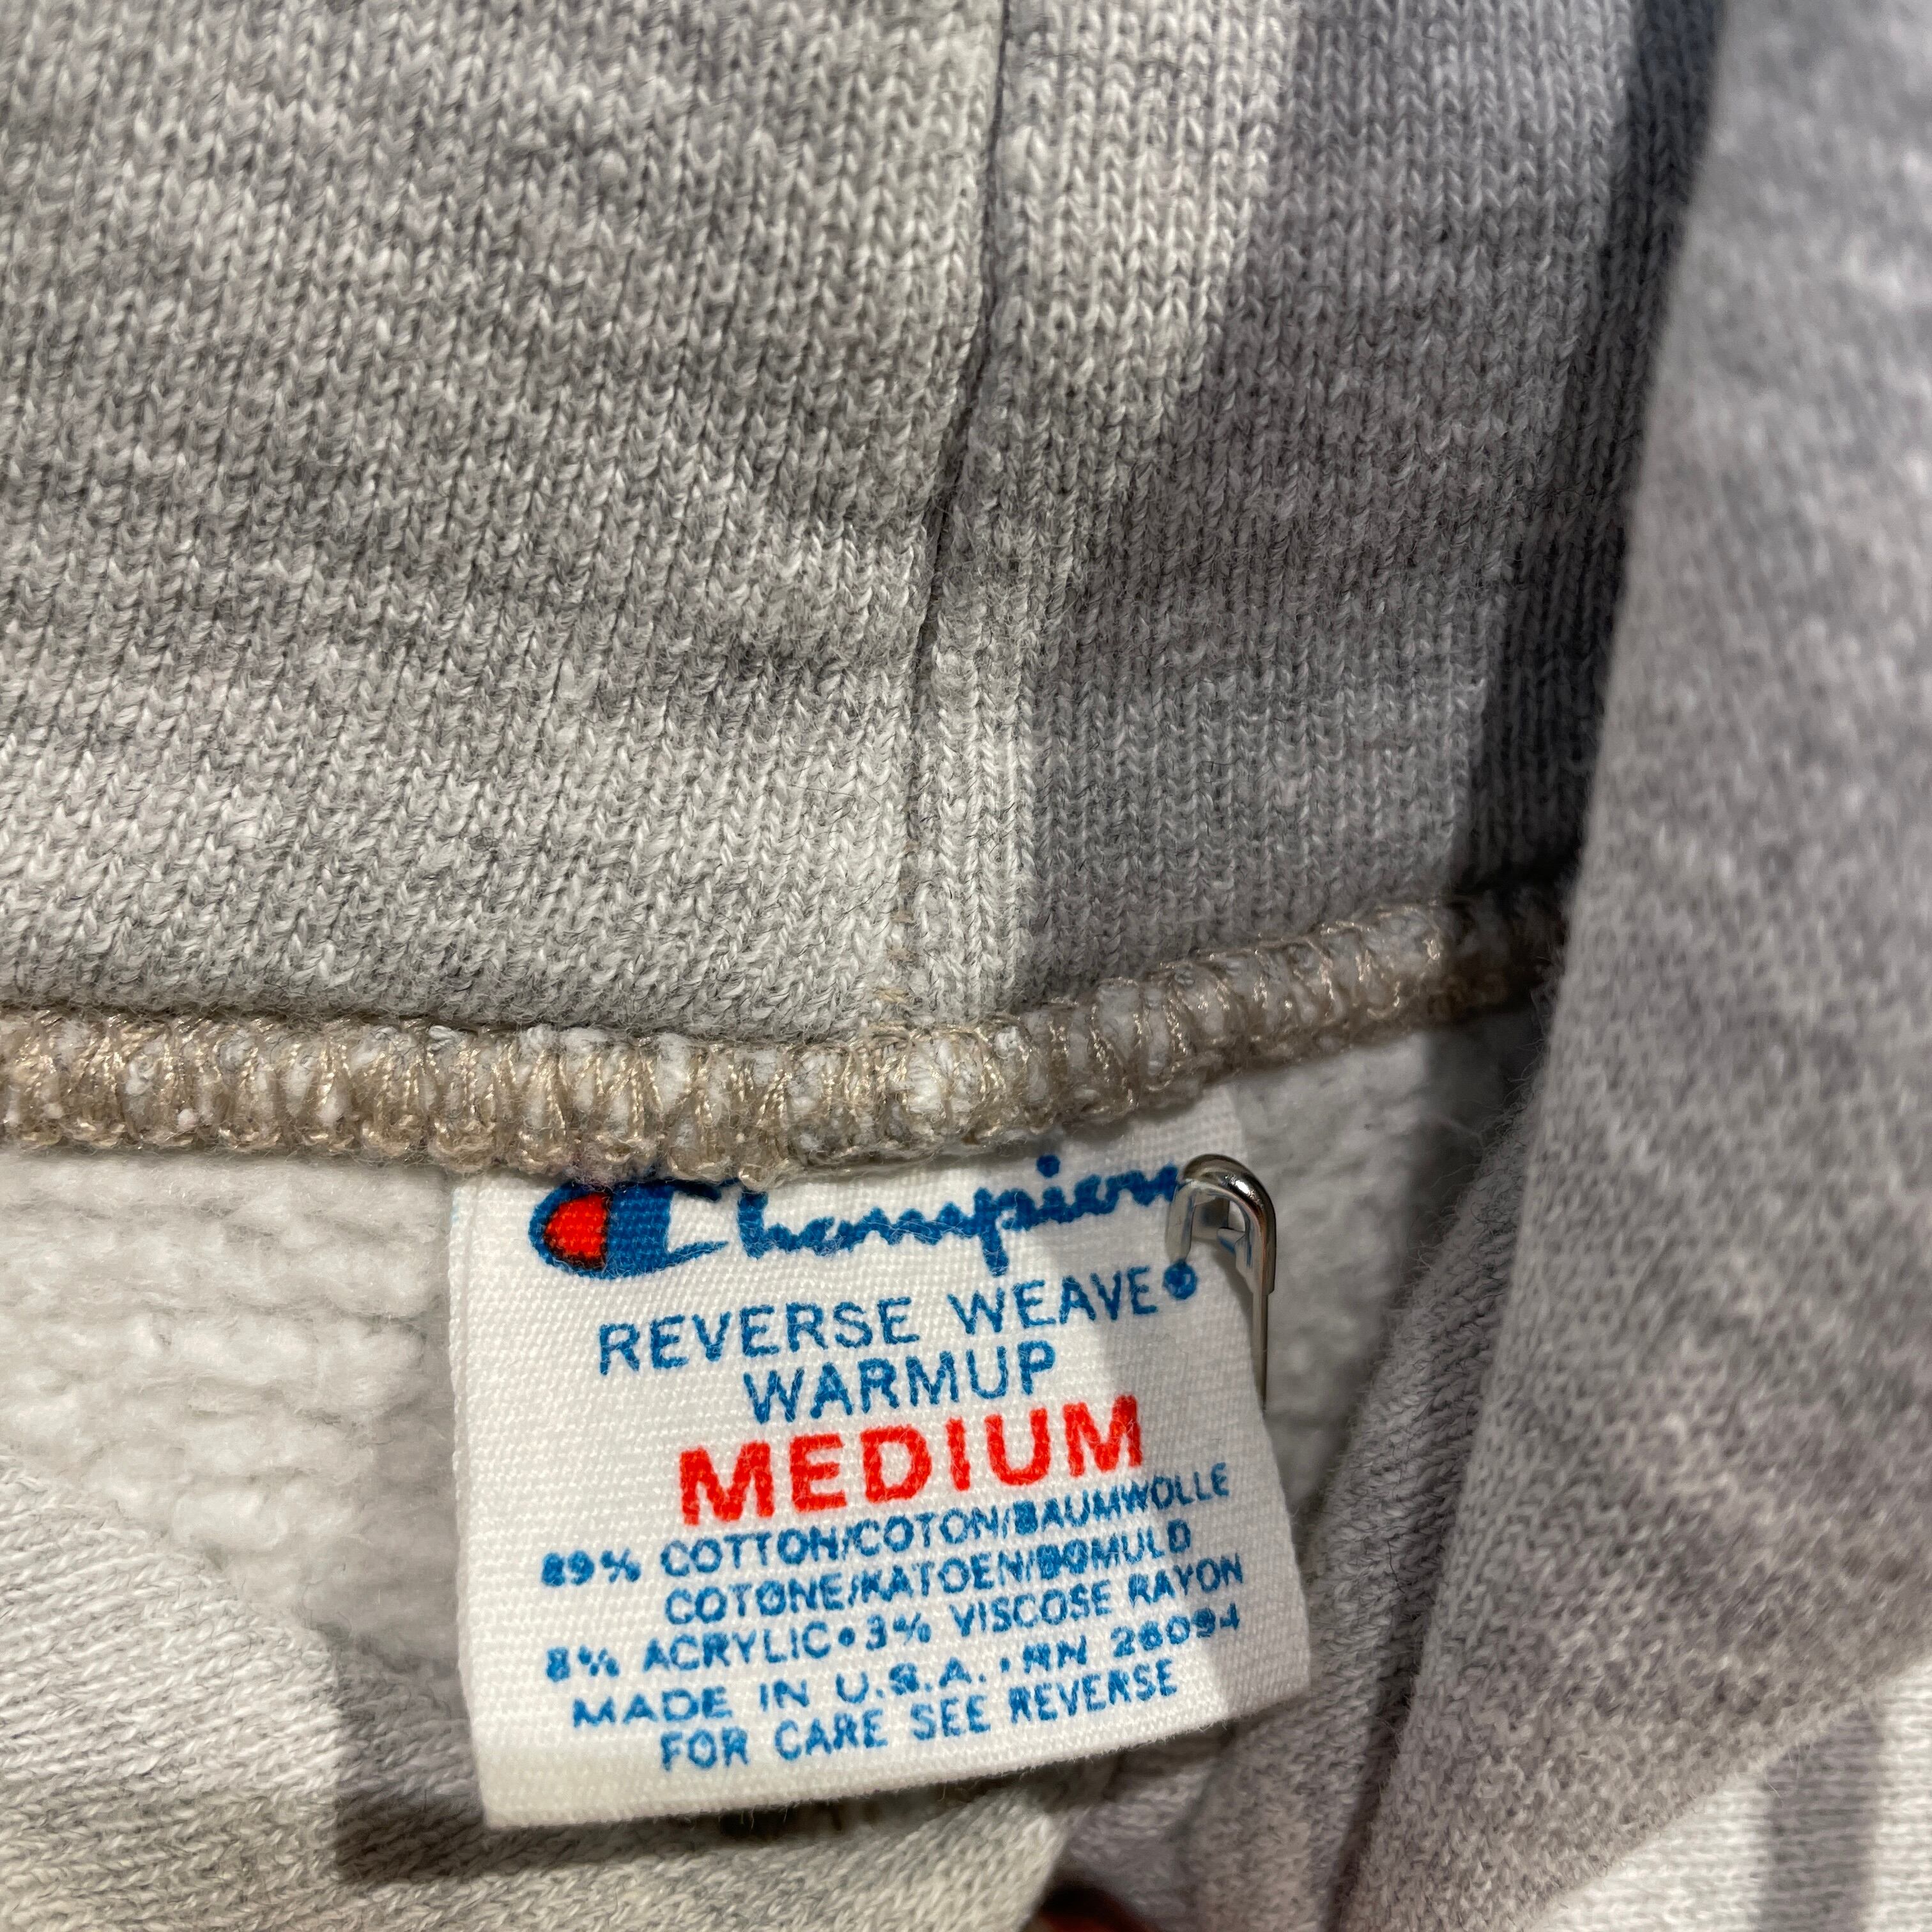 Champion
REVERSE WEAVE®
WARMUP
MEDIUM
89% COTTON/COTON/BAUMWOLLE
COTONE/KATOEN/BOMULD
8% ACRYLIC•3% VISCOSE RAYON
MADE IN U.S.A. • RN 26094
FOR CARE SEE REVERSE